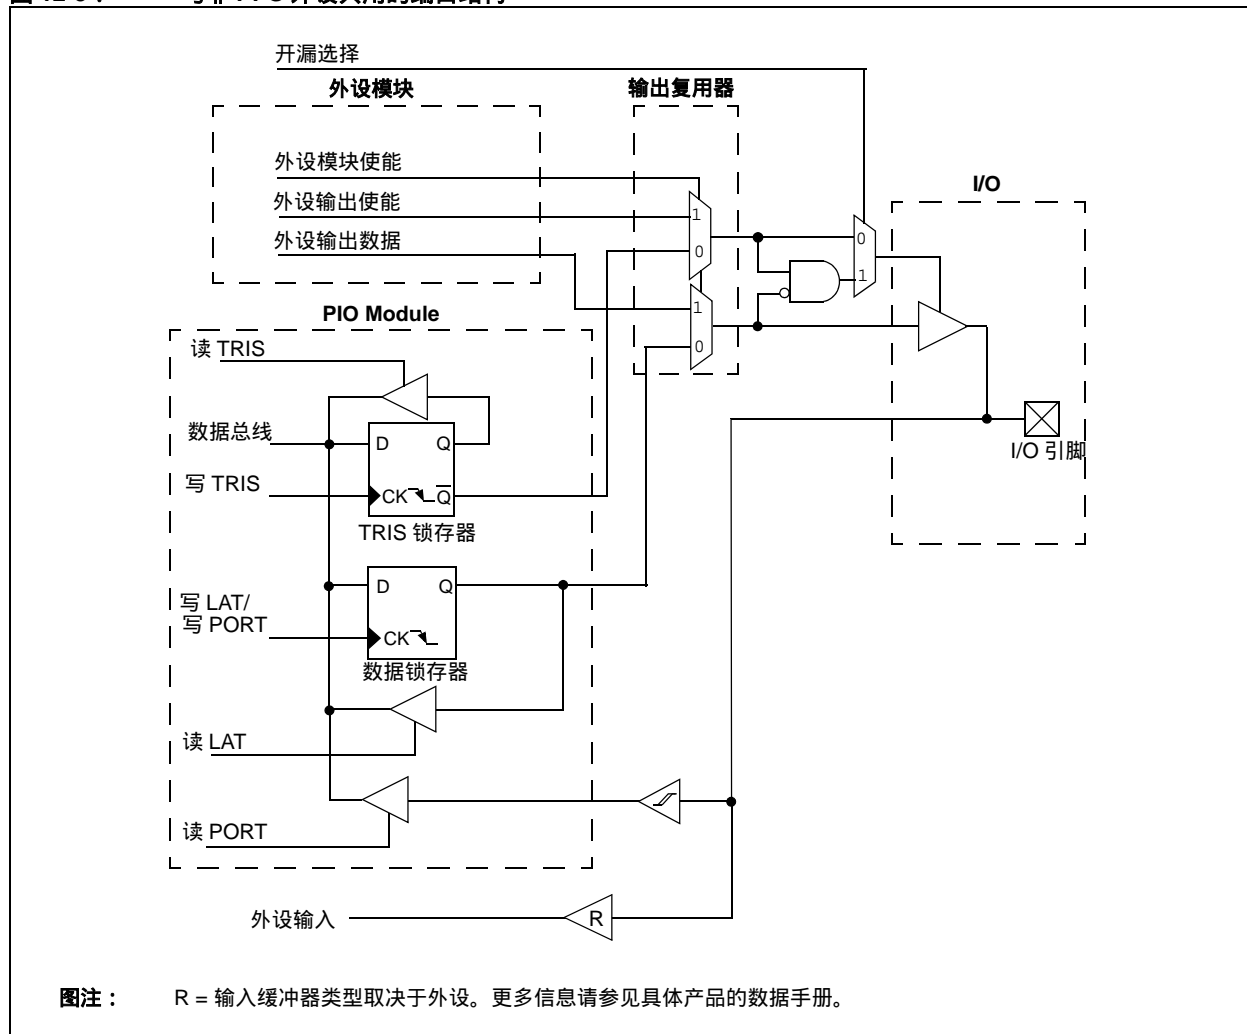 开漏选择
外设模块
输出复用器
外设模块使能
I/O
外设输出使能
1
外设输出数据
0
0
1
PIO Module
1
读 TRIS
0
数据总线
D Q
I/O 引脚
写 TRIS
CK Q
TRIS 锁存器
D Q
写 LAT/
写 PORT
CK
数据锁存器
读 LAT
读 PORT
外设输入
R
图注： R = 输入缓冲器类型取决于外设。更多信息请参见具体产品的数据手册。